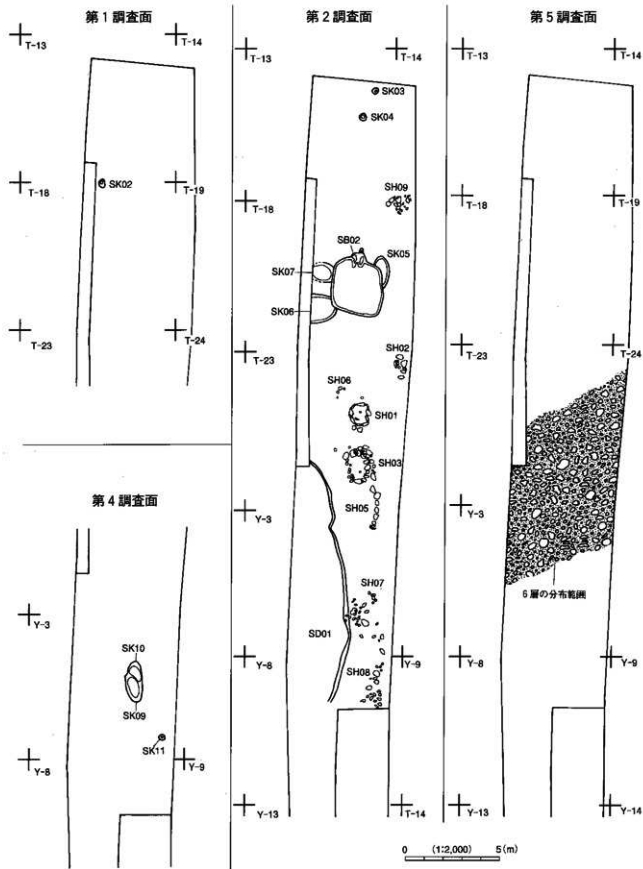 第1調査面
T-13
T-14
SK02
T-18
T-19
T-23
T-24
第4調査面
Y-3
SK10
SK09
SK11
Y-8
Y-9
第2調査面
T-13
T-14
SK03
SK04
T-18
SH09
SB02
SK05
SK07
SK06
T-23
SH02
SH06
SH01
SH03
Y-3
SH05
SH07
SD01
Y-8
Y-9
SH08
Y-13
T-14
第5調査面
T-13
T-18
T-19
T-23
T-24
Y-3
6層の分布範囲
Y-8
Y-9
Y-13
Y-14
0 (1:2,000) 5(m)